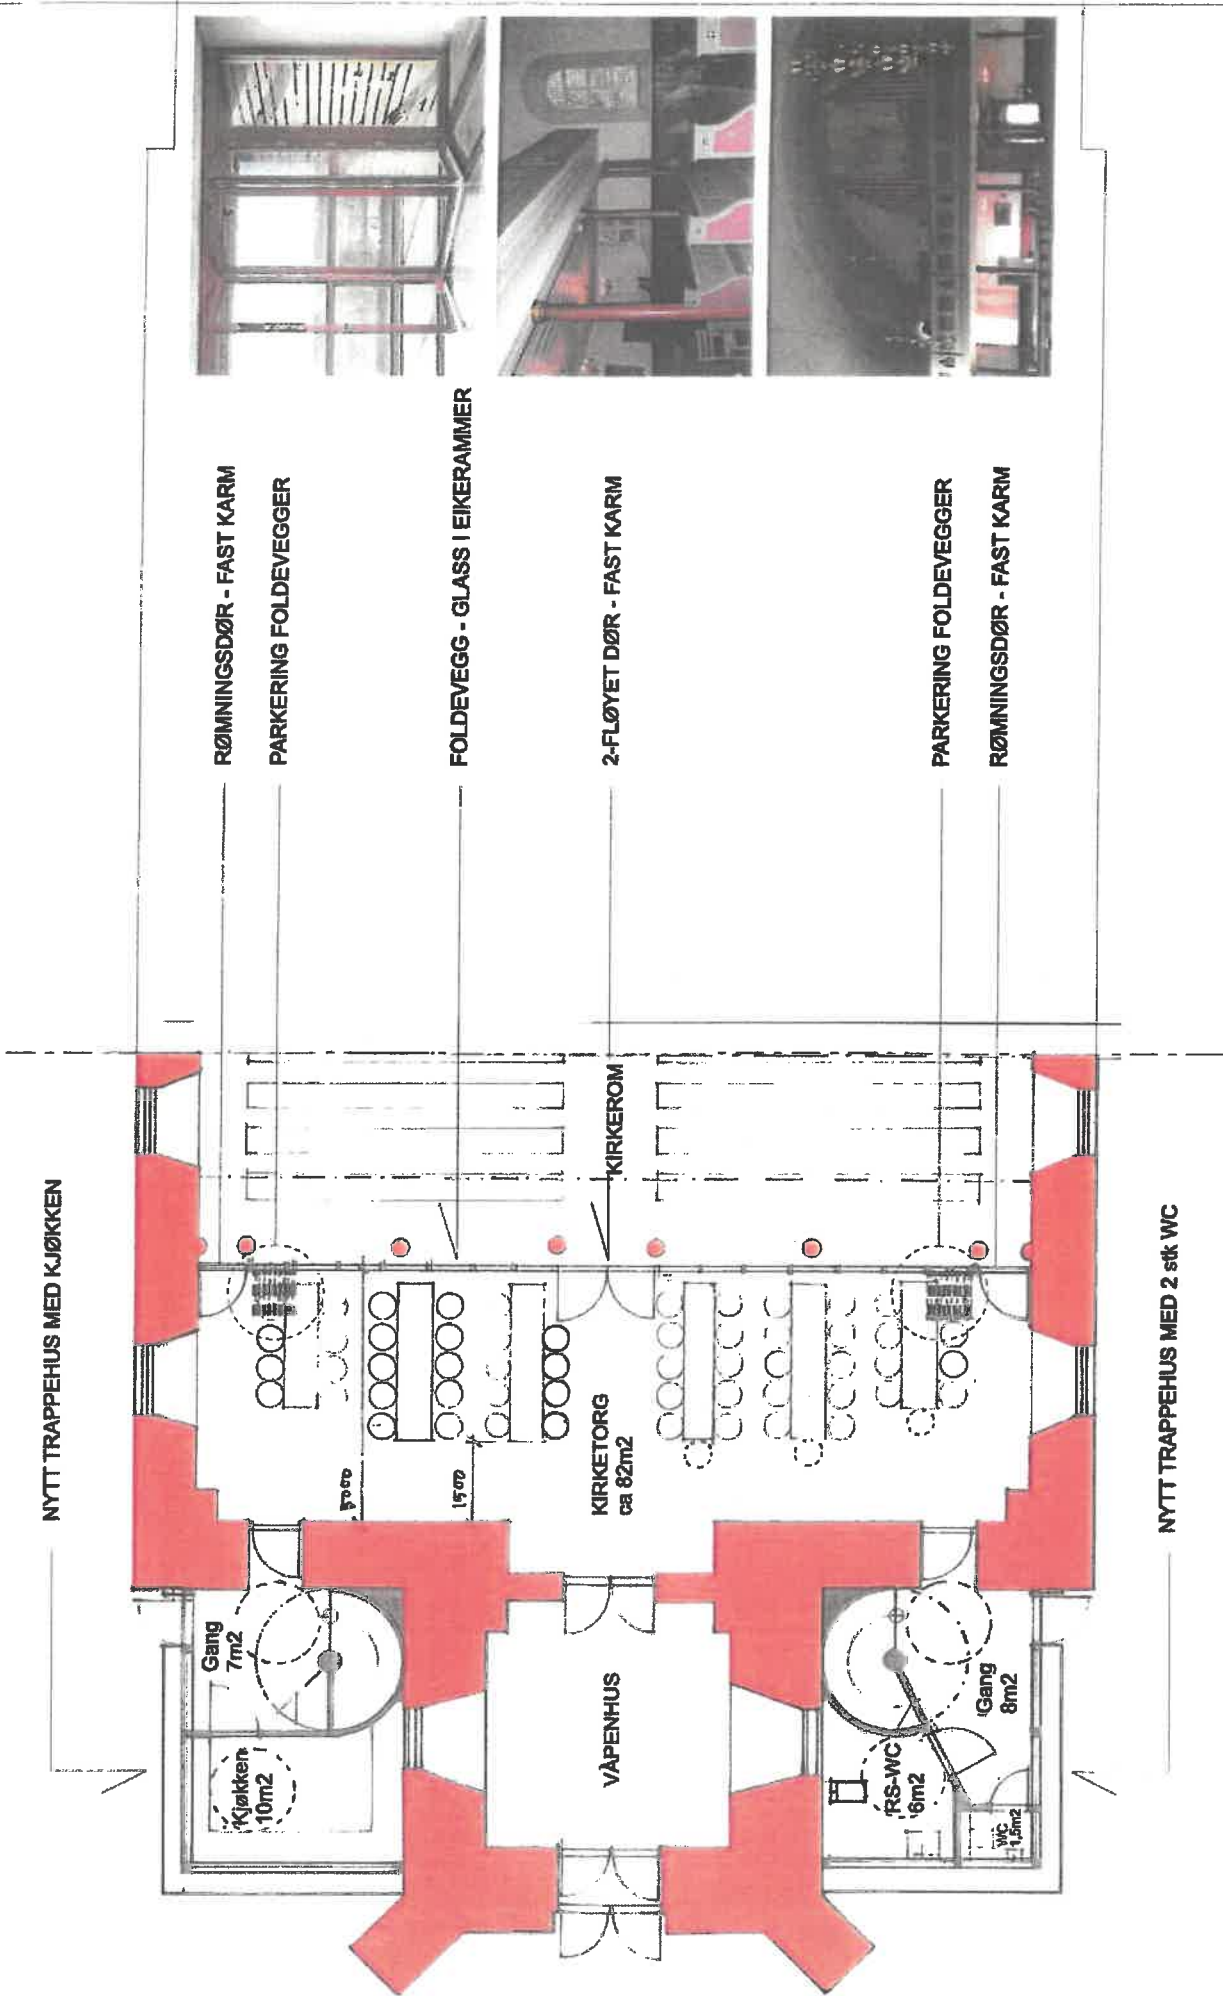 NYTT TRAPPEHUS MED KJØKKEN
RØMNINGSDØR - FAST KARM
PARKERING FOLDEVEGGER
FOLDEVEGG - GLASS I EIKERAMMER
2-FLØYET DØR - FAST KARM
PARKERING FOLDEVEGGER
RØMNINGSDØR - FAST KARM
Gang
7m2
Kjøkken
10m2
1500
KIRKEROM
KIRKETORG
ca 82m2
VÅPENHUS
Gang
8m2
RS-WC
6m2
WC
1,5m2
NYTT TRAPPEHUS MED 2 stk WC